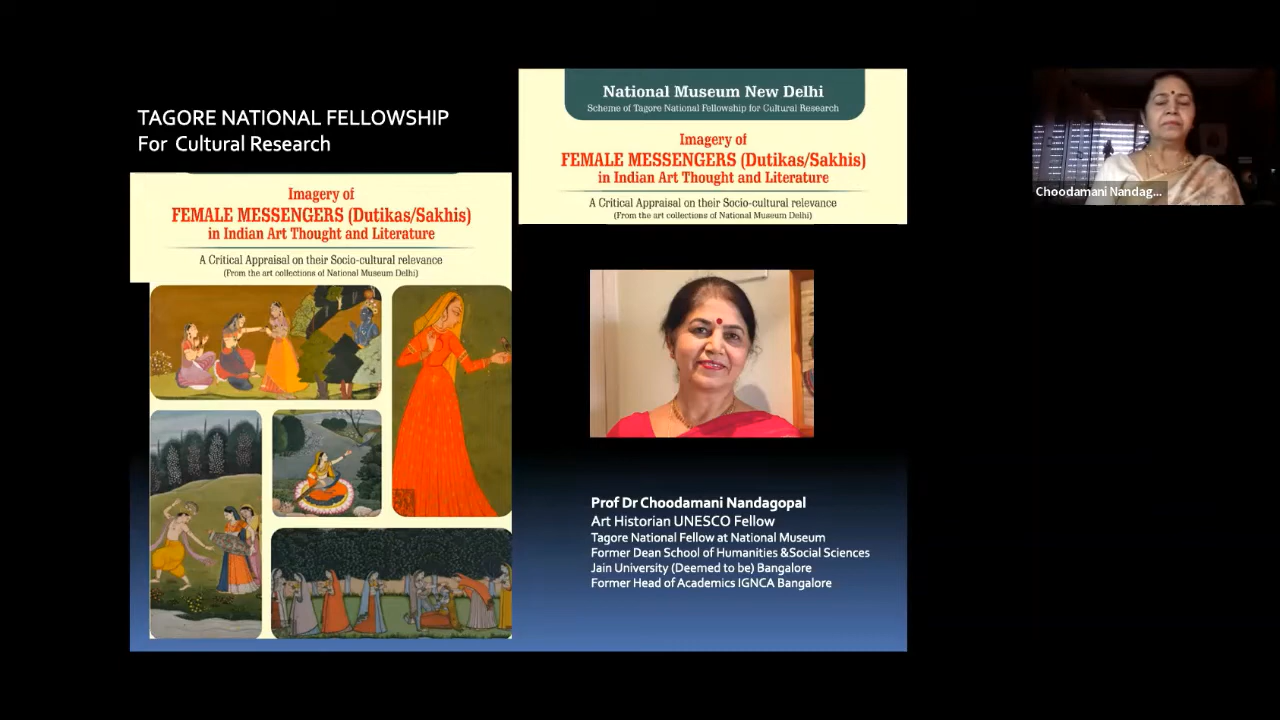 TAGORE NATIONAL FELLOWSHIP
For Cultural Research
Imagery of
FEMALE MESSENGERS (Dutikas/Sakhis)
in Indian Art Thought and Literature
A Critical Appraisal on their Socio-cultural relevance
(From the art collections of National Museum Delhi)
National Museum New Delhi
Scheme of Tagore National Fellowship for Cultural Research
Imagery of
FEMALE MESSENGERS (Dutikas/Sakhis)
in Indian Art Thought and Literature
A Critical Appraisal on their Socio-cultural relevance
(From the art collections of National Museum Delhi)
Prof Dr Choodamani Nandagopal
Art Historian UNESCO Fellow
Tagore National Fellow at National Museum
Former Dean School of Humanities &Social Sciences
Jain University (Deemed to be) Bangalore
Former Head of Academics IGNCA Bangalore
Choodamani Nandag...